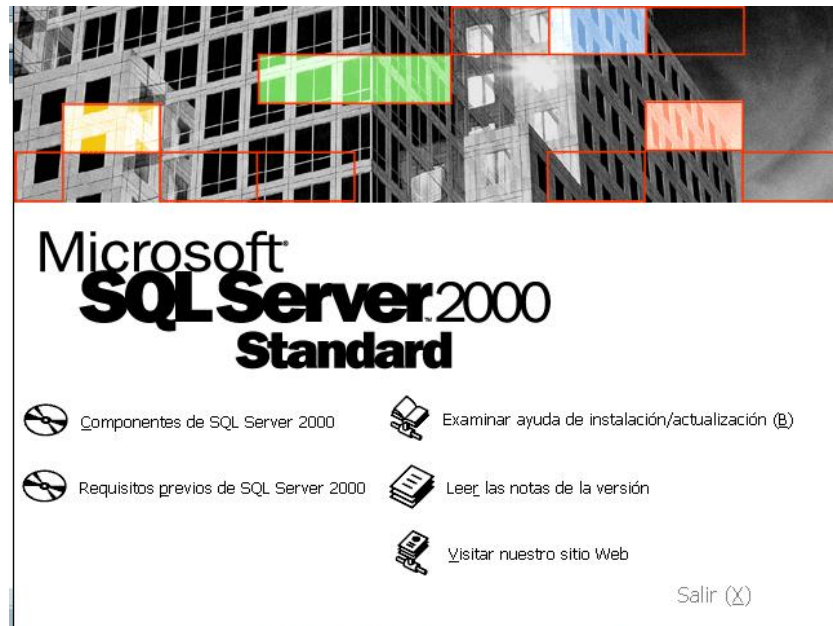 Microsoft®
SQL Server™ 2000
Standard
Componentes de SQL Server 2000
Requisitos previos de SQL Server 2000
Examinar ayuda de instalación/actualización (B)
Leer las notas de la versión
Visitar nuestro sitio Web
Salir (X)